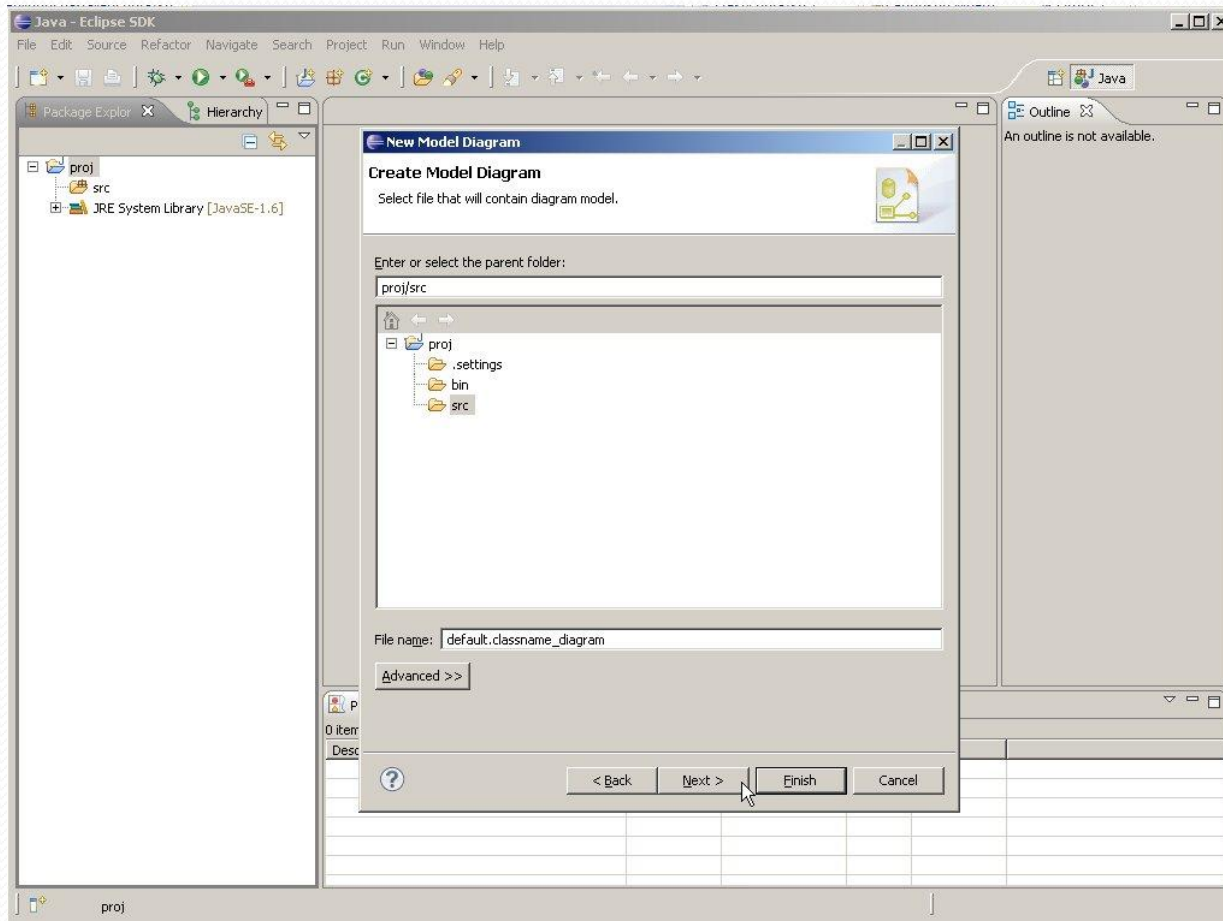 Java - Eclipse SDK
File Edit Source Refactor Navigate Search Project Run Window Help
Java
Package Explor
Hierarchy
proj
src
JRE System Library [JavaSE-1.6]
New Model Diagram
Create Model Diagram
Select file that will contain diagram model.
Enter or select the parent folder:
proj/src
proj
.settings
bin
src
File name: default.classname_diagram
Advanced >>
< Back Next > Finish Cancel
Outline
An outline is not available.
P
0 item
Desc
proj